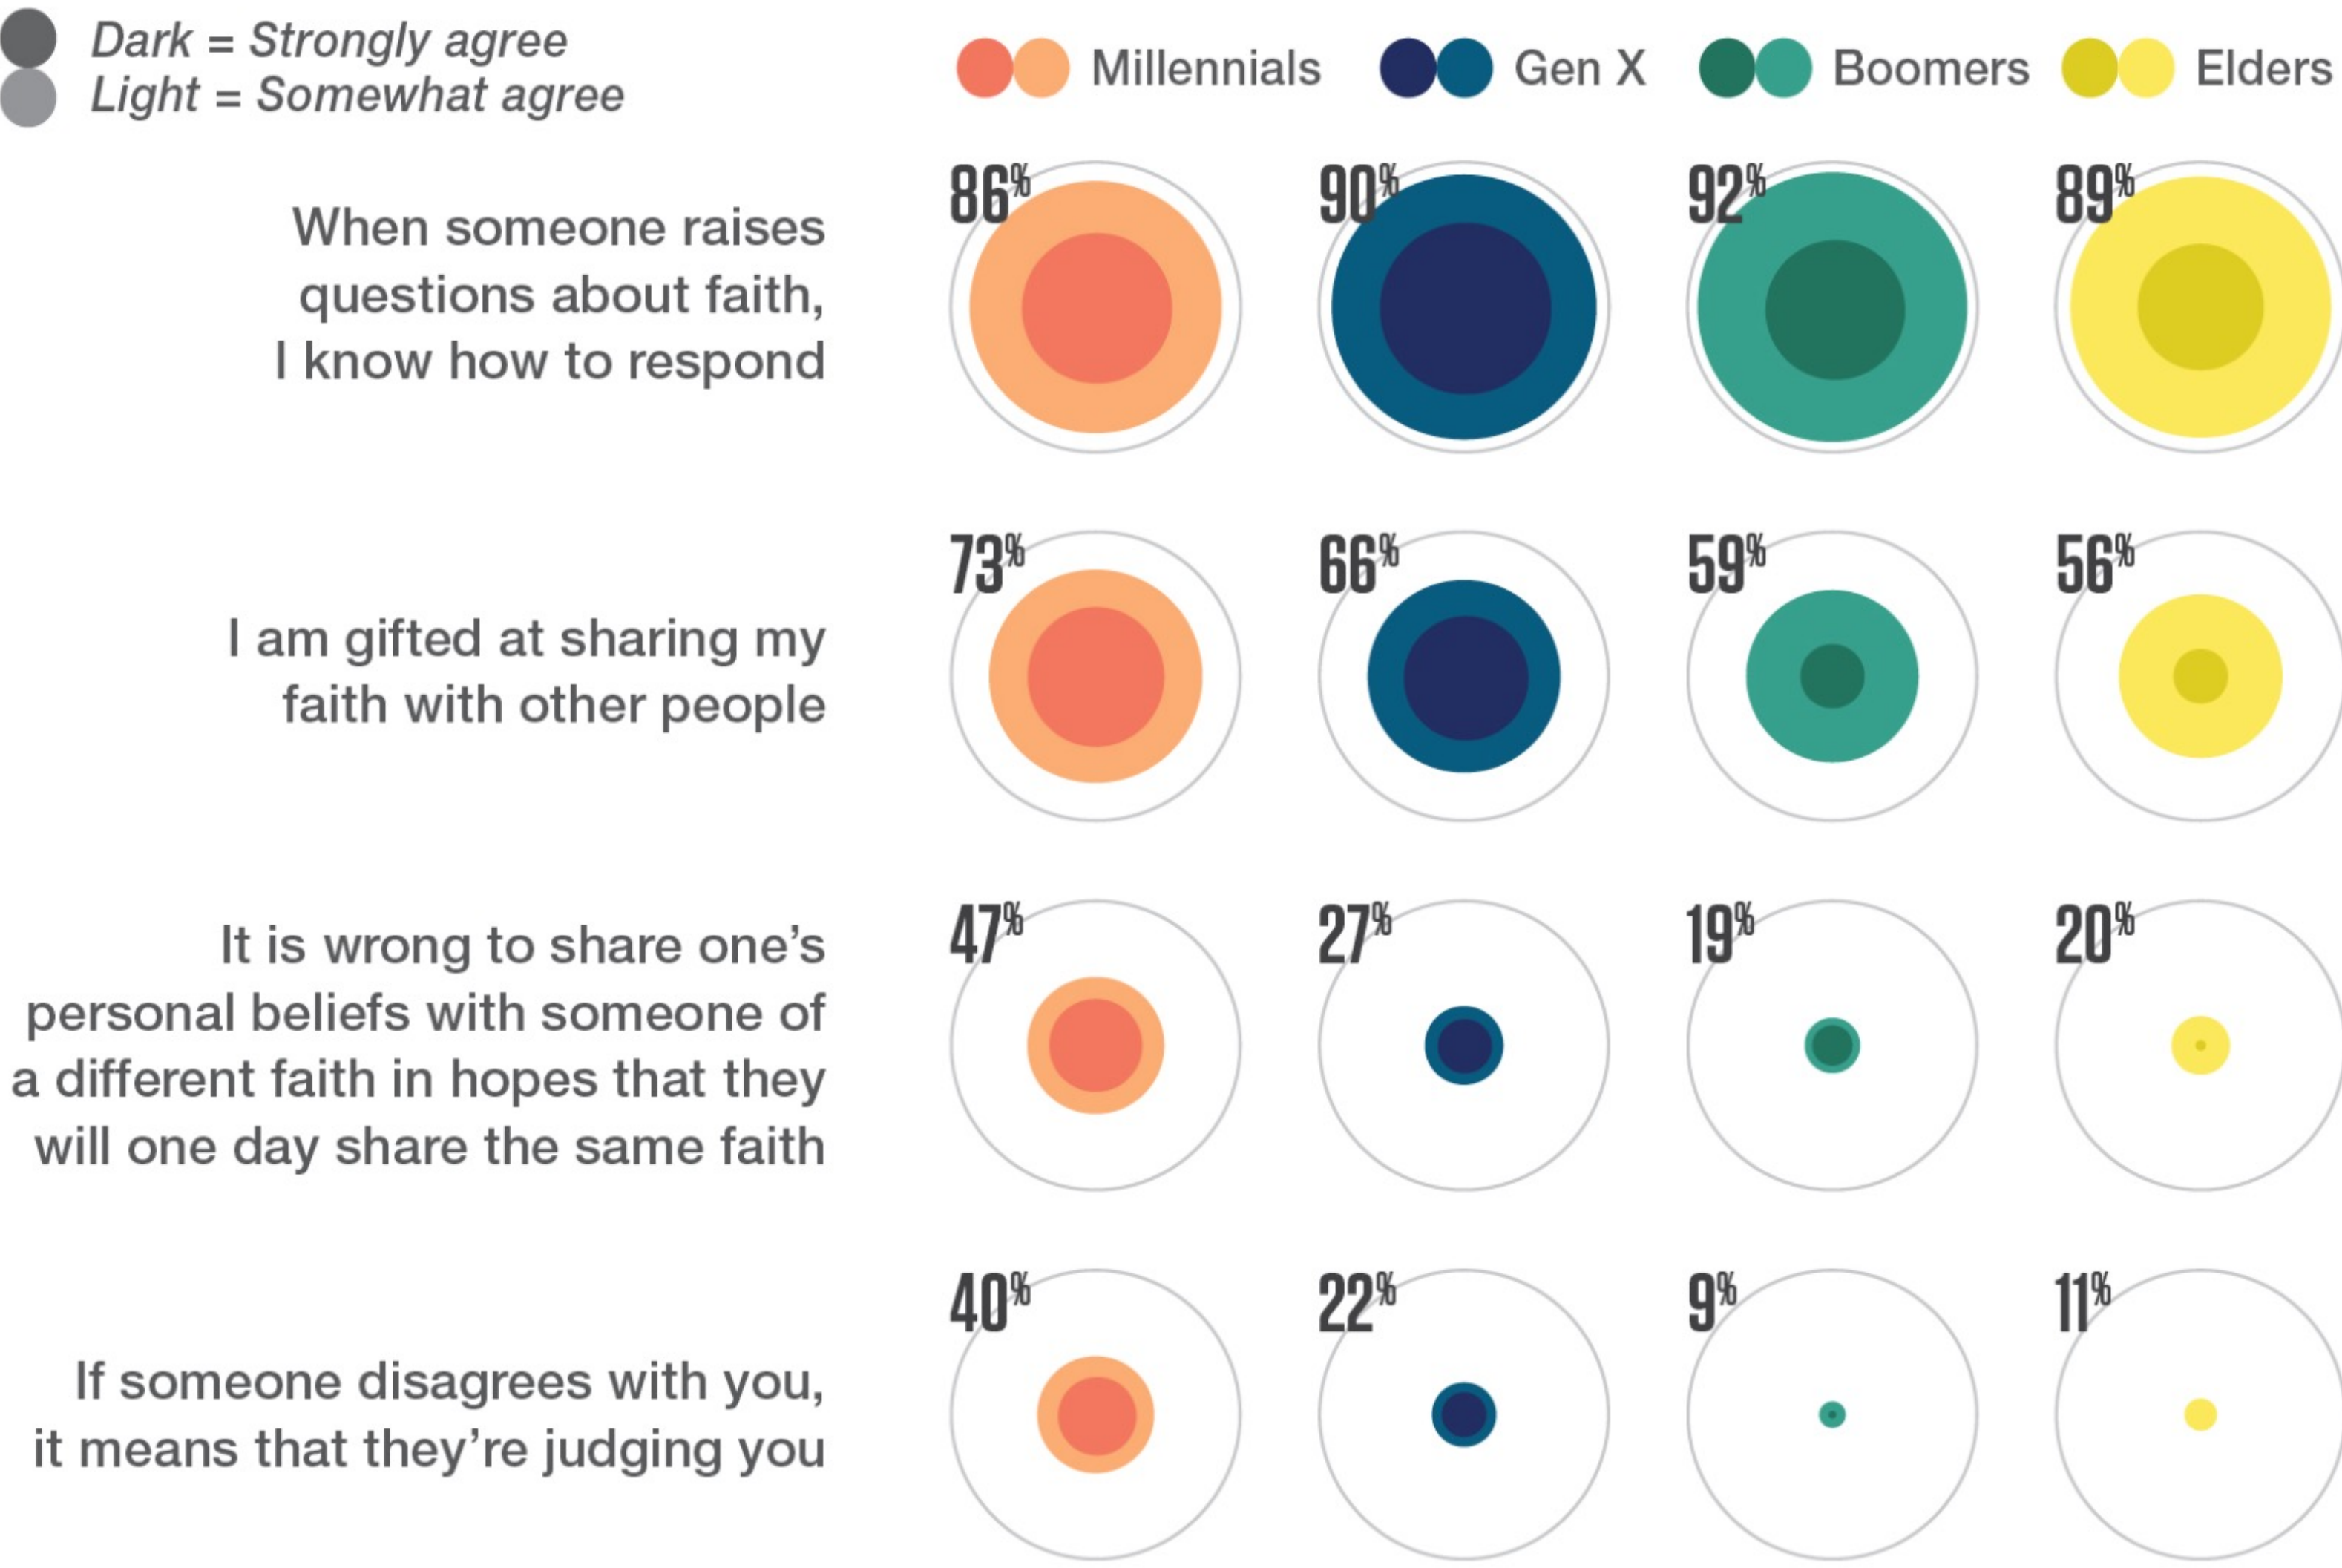 Dark = Strongly agree
Light = Somewhat agree
Millennials
Gen X
Boomers
Elders
When someone raises
questions about faith,
I know how to respond
86%
90%
92%
89%
I am gifted at sharing my
faith with other people
73%
66%
59%
56%
It is wrong to share one’s
personal beliefs with someone of
a different faith in hopes that they
will one day share the same faith
47%
27%
19%
20%
If someone disagrees with you,
it means that they’re judging you
40%
22%
9%
11%